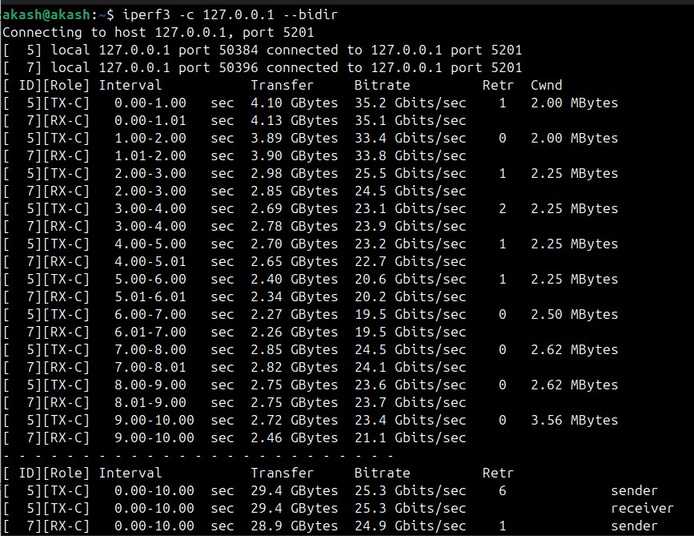 akash@akash:~$ iperf3 -c 127.0.0.1 --bidir
Connecting to host 127.0.0.1, port 5201
[  5] local 127.0.0.1 port 50384 connected to 127.0.0.1 port 5201
[  7] local 127.0.0.1 port 50396 connected to 127.0.0.1 port 5201
[ ID][Role] Interval           Transfer     Bitrate         Retr  Cwnd
[  5][TX-C]   0.00-1.00   sec  4.10 GBytes  35.2 Gbits/sec    1   2.00 MBytes
[  7][RX-C]   0.00-1.01   sec  4.13 GBytes  35.1 Gbits/sec
[  5][TX-C]   1.00-2.00   sec  3.89 GBytes  33.4 Gbits/sec    0   2.00 MBytes
[  7][RX-C]   1.01-2.00   sec  3.90 GBytes  33.8 Gbits/sec
[  5][TX-C]   2.00-3.00   sec  2.98 GBytes  25.5 Gbits/sec    1   2.25 MBytes
[  7][RX-C]   2.00-3.00   sec  2.85 GBytes  24.5 Gbits/sec
[  5][TX-C]   3.00-4.00   sec  2.69 GBytes  23.1 Gbits/sec    2   2.25 MBytes
[  7][RX-C]   3.00-4.00   sec  2.78 GBytes  23.9 Gbits/sec
[  5][TX-C]   4.00-5.00   sec  2.70 GBytes  23.2 Gbits/sec    1   2.25 MBytes
[  7][RX-C]   4.00-5.01   sec  2.65 GBytes  22.7 Gbits/sec
[  5][TX-C]   5.00-6.00   sec  2.40 GBytes  20.6 Gbits/sec    1   2.25 MBytes
[  7][RX-C]   5.01-6.01   sec  2.34 GBytes  20.2 Gbits/sec
[  5][TX-C]   6.00-7.00   sec  2.27 GBytes  19.5 Gbits/sec    0   2.50 MBytes
[  7][RX-C]   6.01-7.00   sec  2.26 GBytes  19.5 Gbits/sec
[  5][TX-C]   7.00-8.00   sec  2.85 GBytes  24.5 Gbits/sec    0   2.62 MBytes
[  7][RX-C]   7.00-8.01   sec  2.82 GBytes  24.1 Gbits/sec
[  5][TX-C]   8.00-9.00   sec  2.75 GBytes  23.6 Gbits/sec    0   2.62 MBytes
[  7][RX-C]   8.01-9.00   sec  2.75 GBytes  23.7 Gbits/sec
[  5][TX-C]   9.00-10.00  sec  2.72 GBytes  23.4 Gbits/sec    0   3.56 MBytes
[  7][RX-C]   9.00-10.00  sec  2.46 GBytes  21.1 Gbits/sec
- - - - - - - - - - - - - - - - - - - - - - - - -
[ ID][Role] Interval           Transfer     Bitrate         Retr
[  5][TX-C]   0.00-10.00  sec  29.4 GBytes  25.3 Gbits/sec    6             sender
[  5][TX-C]   0.00-10.00  sec  29.4 GBytes  25.3 Gbits/sec                  receiver
[  7][RX-C]   0.00-10.00  sec  28.9 GBytes  24.9 Gbits/sec    1             sender